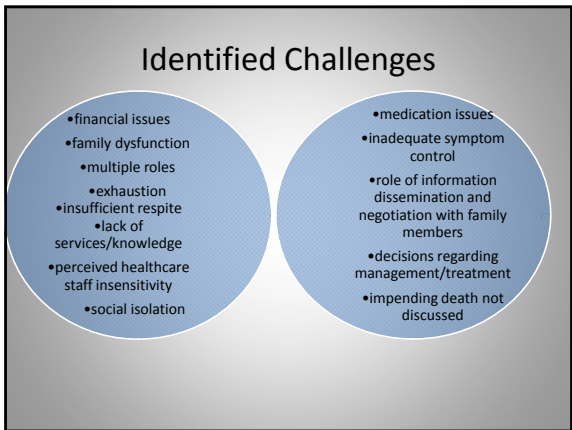 Identified Challenges
•financial issues
•family dysfunction
•multiple roles
•exhaustion
•insufficient respite
•lack of
services/knowledge
•perceived healthcare
staff insensitivity
•social isolation
•medication issues
•inadequate symptom
control
•role of information
dissemination and
negotiation with family
members
•decisions regarding
management/treatment
•impending death not
discussed